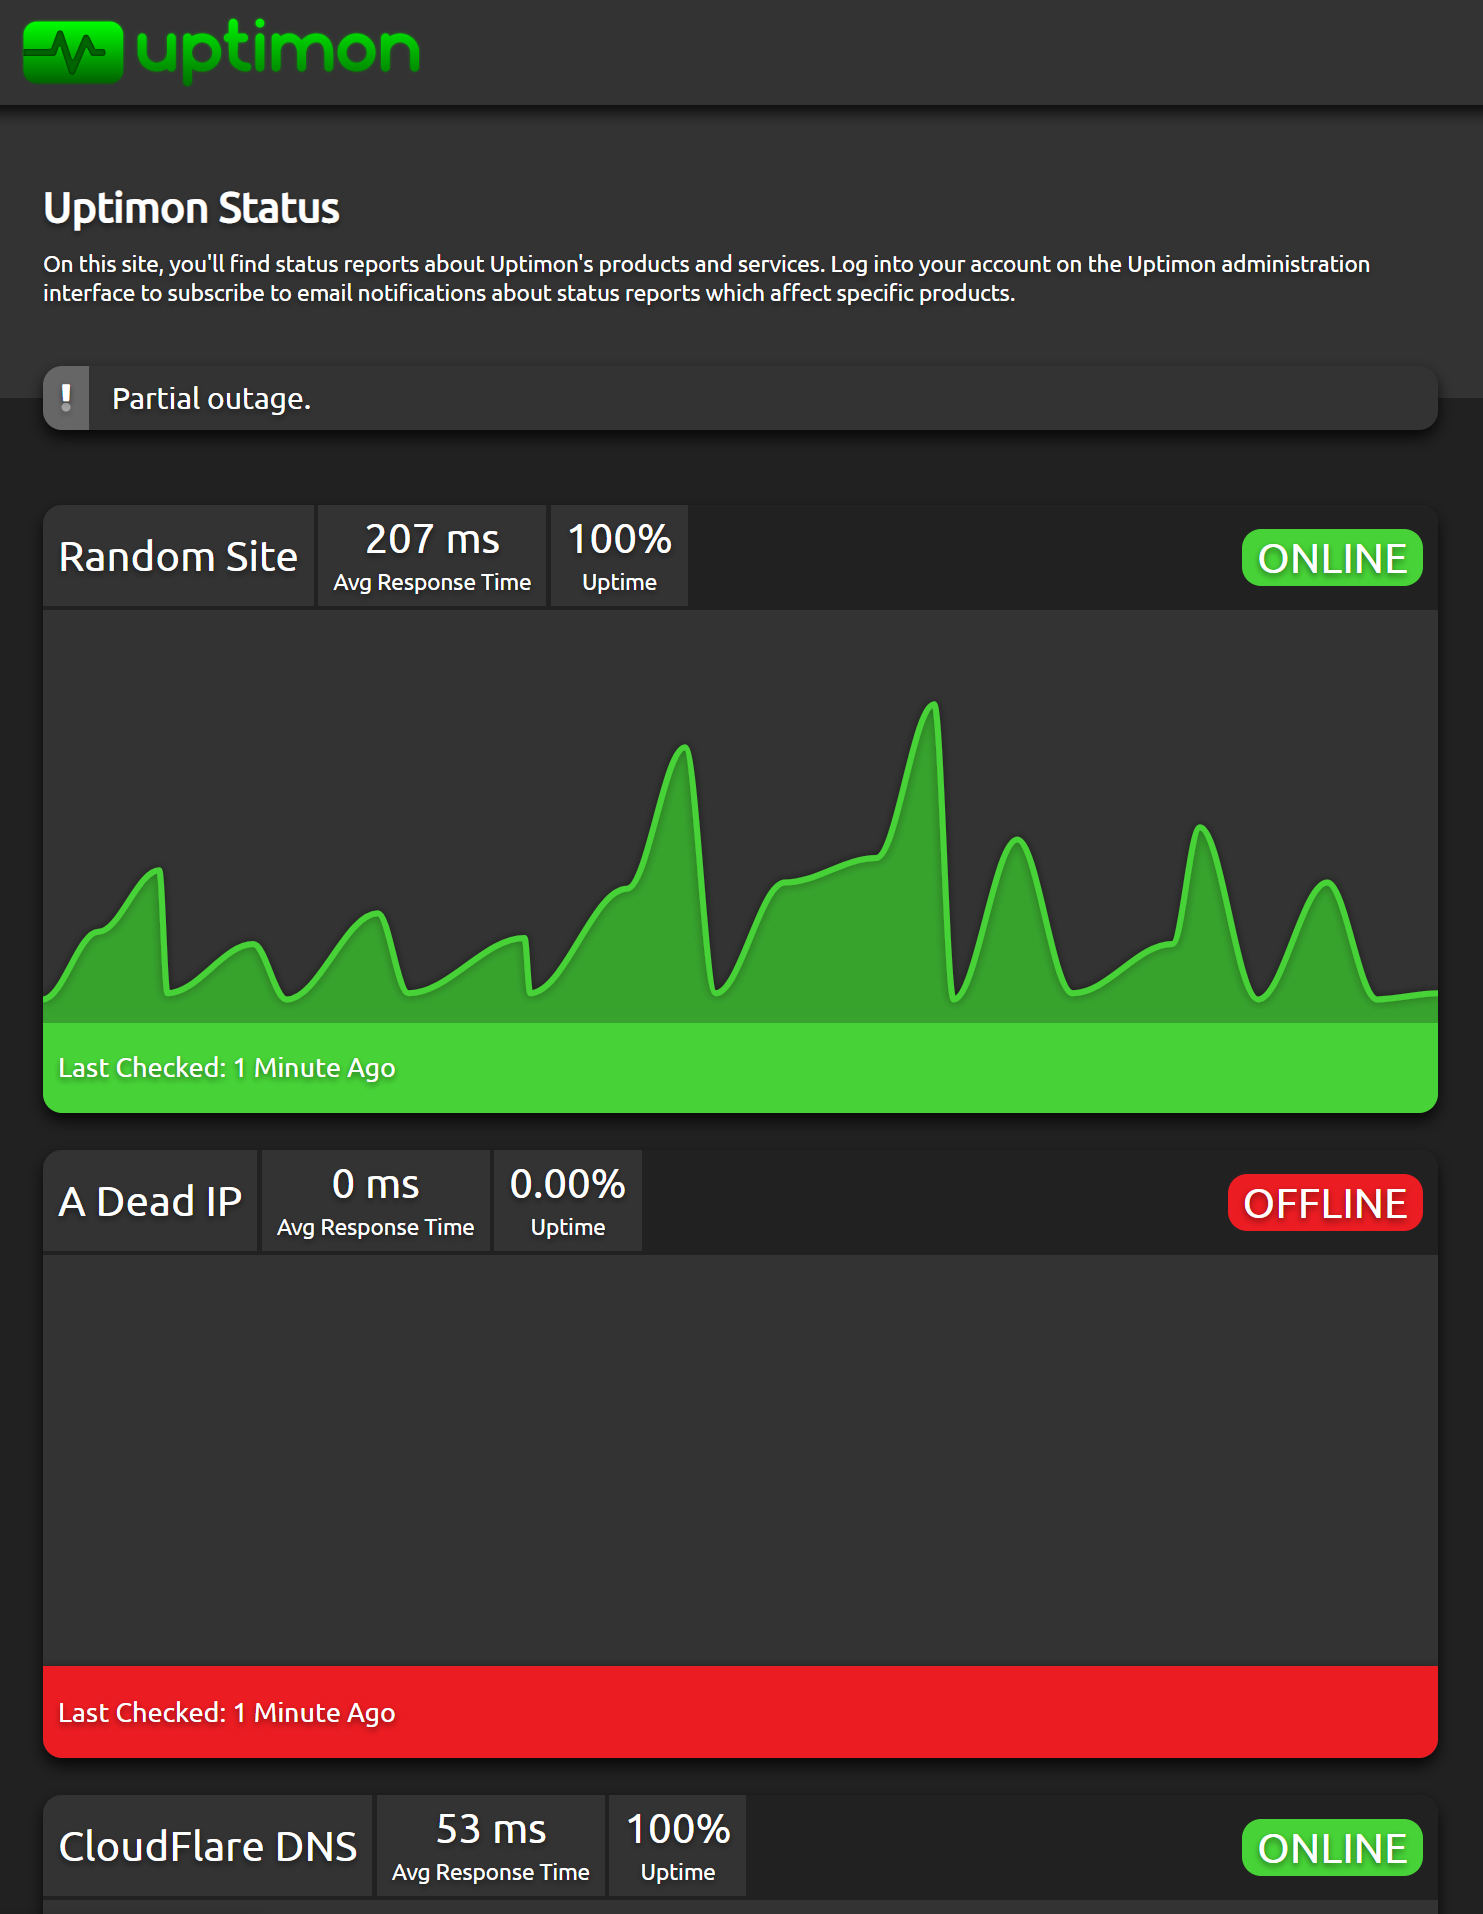 uptimon
Uptimon Status
On this site, you'll find status reports about Uptimon's products and services. Log into your account on the Uptimon administration
interface to subscribe to email notifications about status reports which affect specific products.
! Partial outage.
Random Site
207 ms
Avg Response Time
100%
Uptime
ONLINE
Last Checked: 1 Minute Ago
A Dead IP
0 ms
Avg Response Time
0.00%
Uptime
OFFLINE
Last Checked: 1 Minute Ago
CloudFlare DNS
53 ms
Avg Response Time
100%
Uptime
ONLINE